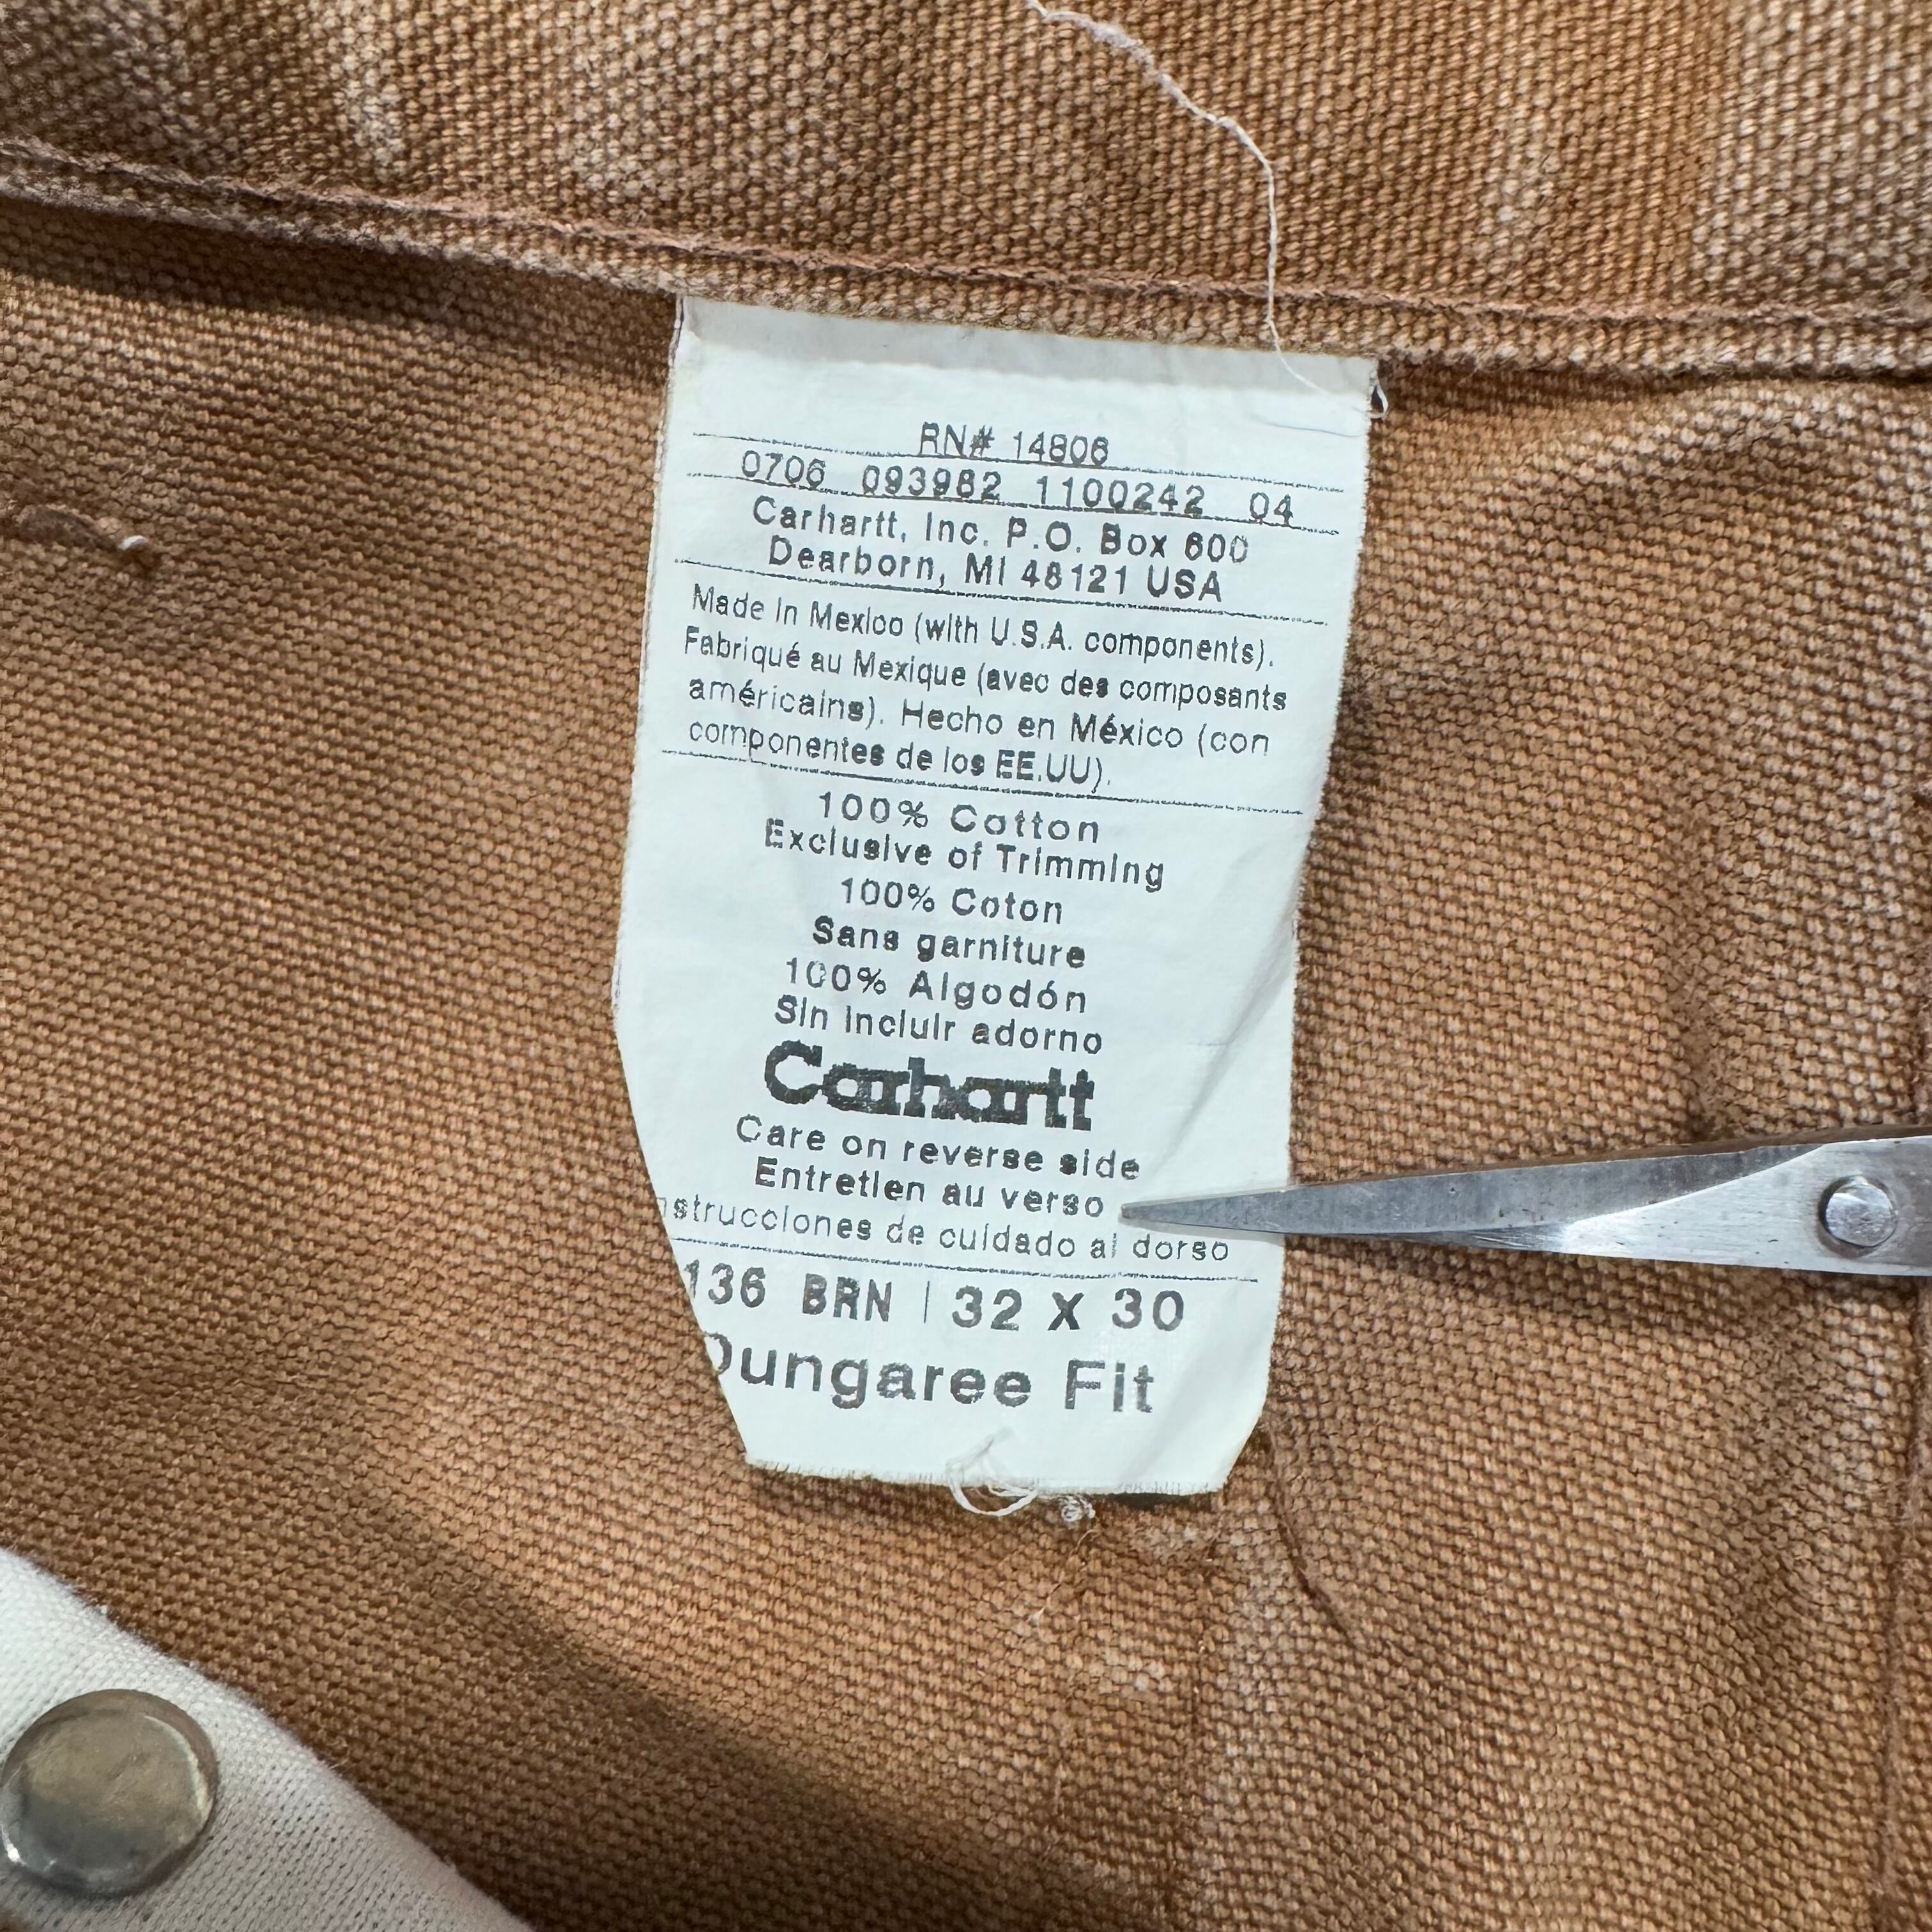 RN# 14806
0706 093982 1100242 04
Carhartt, Inc. P.O. Box 600
Dearborn, MI 48121 USA
Made in Mexico (with U.S.A. components).
Fabriqué au Mexique (avec des composants
américains). Hecho en México (con
componentes de los EE.UU).
100% Cotton
Exclusive of Trimming
100% Coton
Sans garniture
100% Algodón
Sin incluir adorno
Carhartt
Care on reverse side
Entretien au verso
nstrucciones de cuidado al dorso
136 BRN | 32 X 30
Dungaree Fit